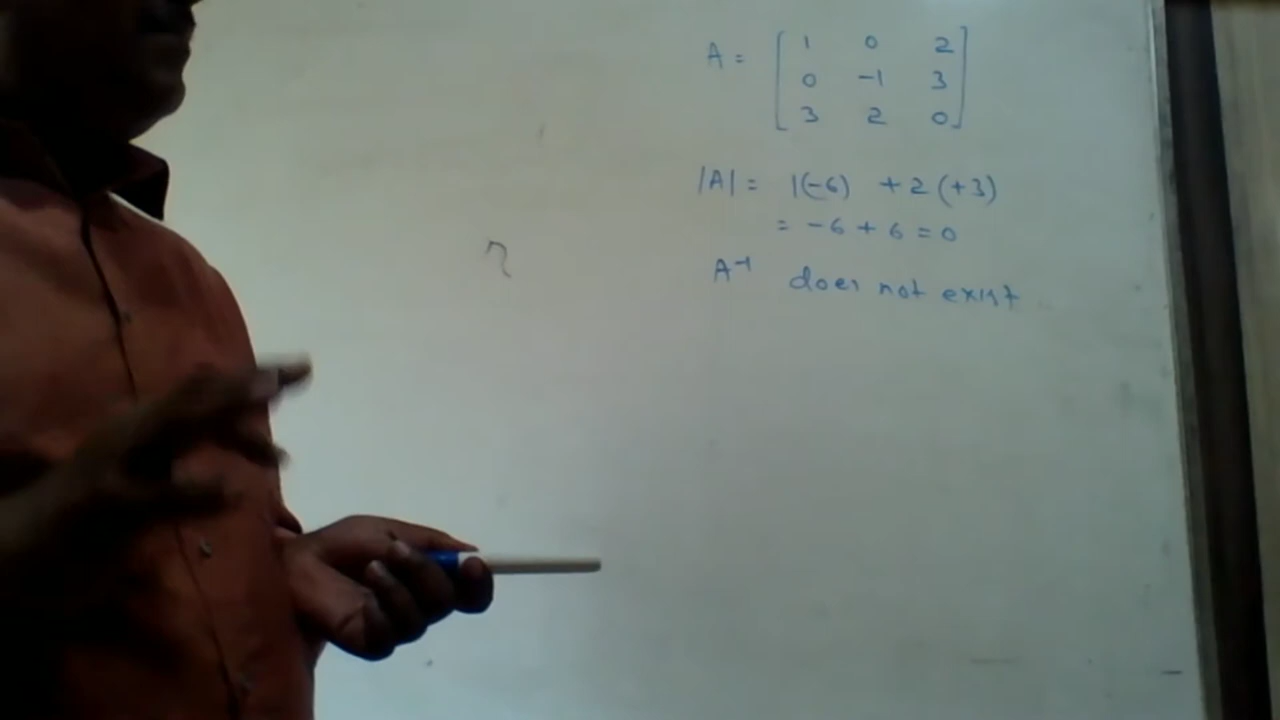 A = [ 1 0 2
0 -1 3
3 2 0 ]
|A| = 1(-6) +2(+3)
= -6 + 6 = 0
A⁻¹ does not exist